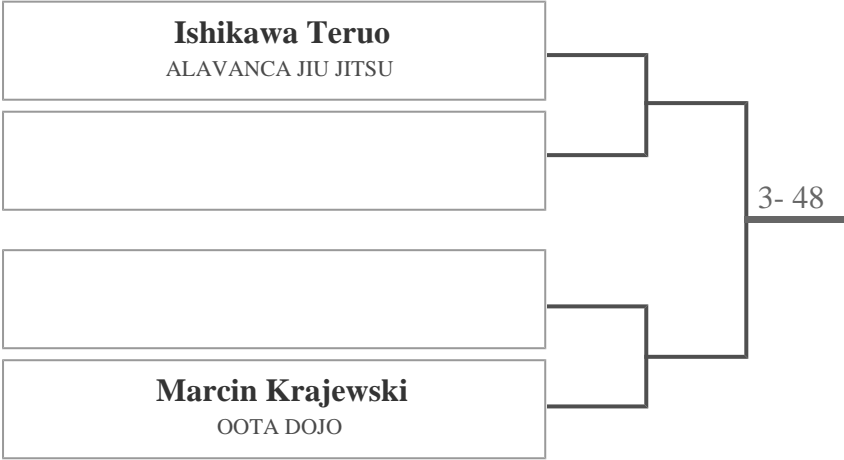 Ishikawa Teruo
ALAVANCA JIU JITSU
3- 48
Marcin Krajewski
OOTA DOJO